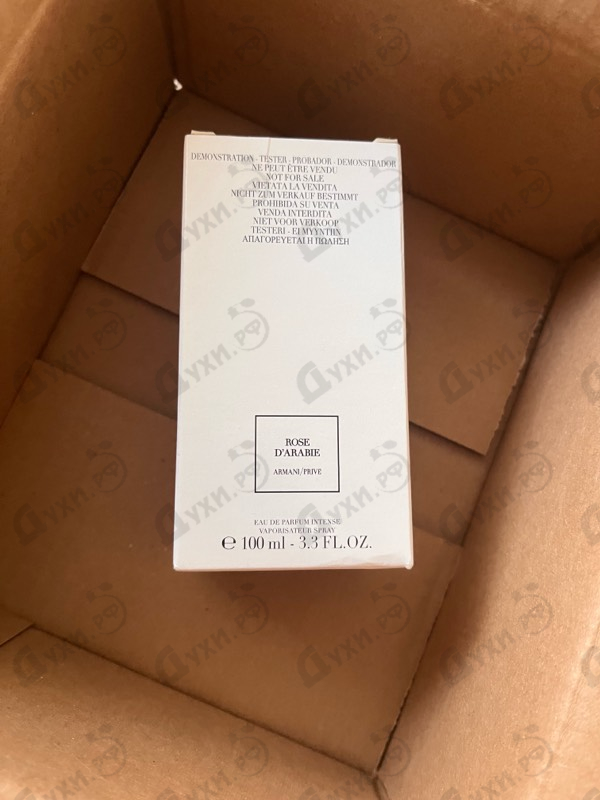 DEMONSTRATION - TESTER - PROBADOR - DEMONSTRADOR
NE PEUT ÊTRE VENDU
NOT FOR SALE
VIETATA LA VENDITA
NICHT ZUM VERKAUF BESTIMMT
PROHIBIDA SU VENTA
VENDA INTERDITA
NIET VOOR VERKOOP
TESTERI - EI MYYNTIIN
ΑΠΑΓΟΡΕΥΕΤΑΙ Η ΠΩΛΗΣΗ
ROSE
D'ARABIE
ARMANI/PRIVE
EAU DE PARFUM INTENSE
VAPORISATEUR SPRAY
℮ 100 ml - 3.3 FL.OZ.
Духи.рф